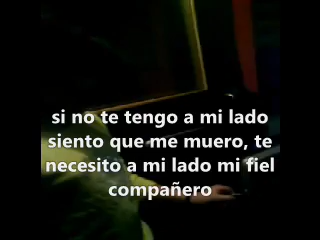 si no te tengo a mi lado
siento que me muero, te
necesito a mi lado mi fiel
compañero